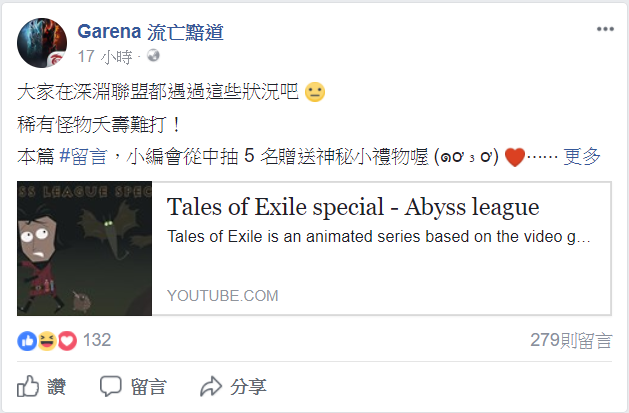 Garena 流亡黯道
17 小時 ·
大家在深淵聯盟都遇過這些狀況吧 😐
稀有怪物夭壽難打！
本篇 #留言，小編會從中抽 5 名贈送神秘小禮物喔 (๑σ̛ ₃ σ̛) ❤️⋯⋯ 更多
SS LEAGUE SPEC
Tales of Exile special - Abyss league
Tales of Exile is an animated series based on the video g…
YOUTUBE.COM
132
279則留言
讚 留言 分享